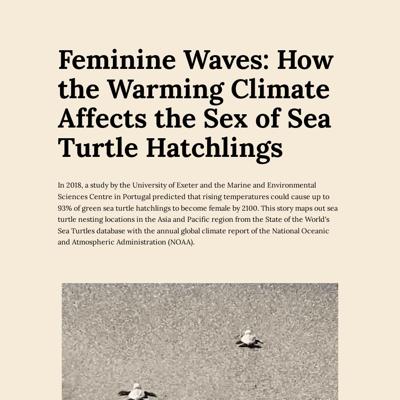 Feminine Waves: How
the Warming Climate
Affects the Sex of Sea
Turtle Hatchlings
In 2018, a study by the University of Exeter and the Marine and Environmental
Sciences Centre in Portugal predicted that rising temperatures could cause up to
93% of green sea turtle hatchlings to become female by 2100. This story maps out sea
turtle nesting locations in the Asia and Pacific region from the State of the World's
Sea Turtles database with the annual global climate report of the National Oceanic
and Atmospheric Administration (NOAA).